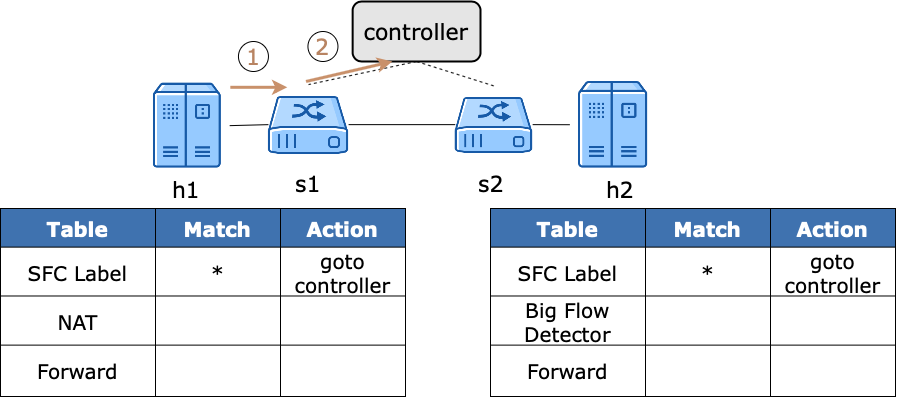 controller
① ②
h1 s1 s2 h2
Table Match Action
SFC Label * goto
controller
NAT
Forward
Table Match Action
SFC Label * goto
controller
Big Flow
Detector
Forward